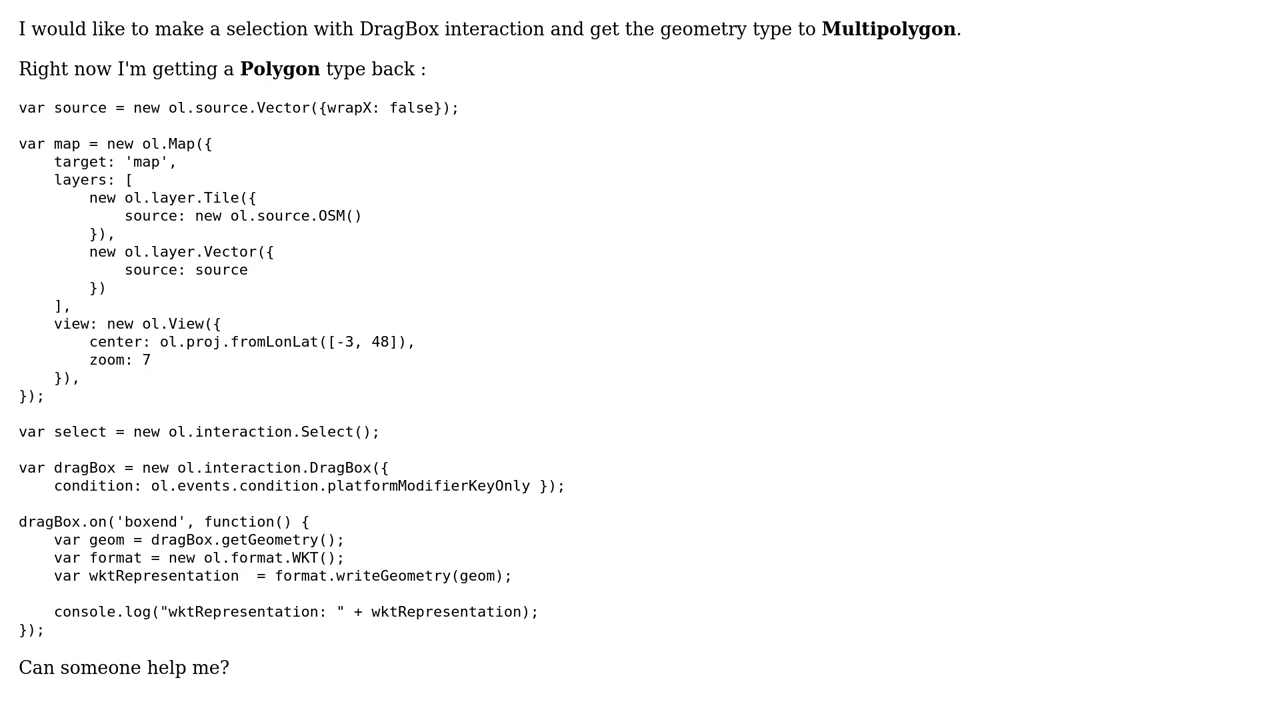 I would like to make a selection with DragBox interaction and get the geometry type to Multipolygon.
Right now I'm getting a Polygon type back :
var source = new ol.source.Vector({wrapX: false});
var map = new ol.Map({
    target: 'map',
    layers: [
        new ol.layer.Tile({
            source: new ol.source.OSM()
        }),
        new ol.layer.Vector({
            source: source
        })
    ],
    view: new ol.View({
        center: ol.proj.fromLonLat([-3, 48]),
        zoom: 7
    }),
});
var select = new ol.interaction.Select();
var dragBox = new ol.interaction.DragBox({
    condition: ol.events.condition.platformModifierKeyOnly });
dragBox.on('boxend', function() {
    var geom = dragBox.getGeometry();
    var format = new ol.format.WKT();
    var wktRepresentation  = format.writeGeometry(geom);
    console.log("wktRepresentation: " + wktRepresentation);
});
Can someone help me?